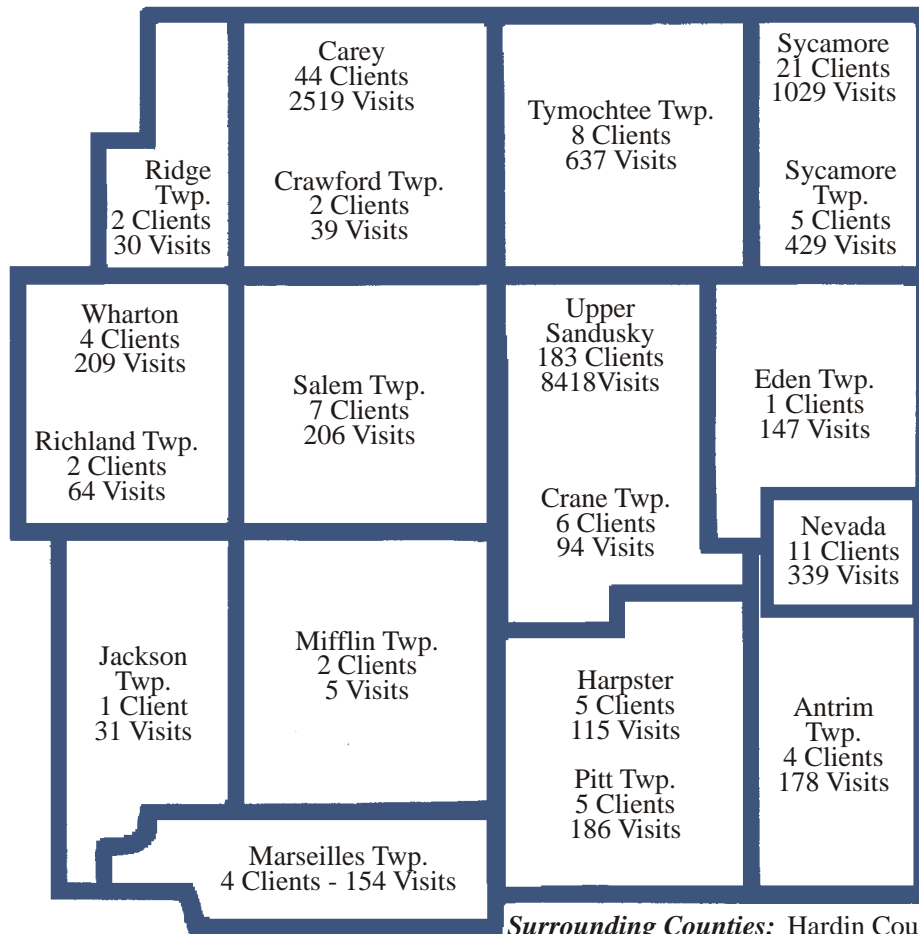 Carey
44 Clients
2519 Visits
Crawford Twp.
2 Clients
39 Visits
Tymochtee Twp.
8 Clients
637 Visits
Sycamore
21 Clients
1029 Visits
Sycamore
Twp.
5 Clients
429 Visits
Ridge
Twp.
2 Clients
30 Visits
Wharton
4 Clients
209 Visits
Richland Twp.
2 Clients
64 Visits
Salem Twp.
7 Clients
206 Visits
Upper
Sandusky
183 Clients
8418Visits
Crane Twp.
6 Clients
94 Visits
Eden Twp.
1 Clients
147 Visits
Nevada
11 Clients
339 Visits
Jackson
Twp.
1 Client
31 Visits
Mifflin Twp.
2 Clients
5 Visits
Harpster
5 Clients
115 Visits
Pitt Twp.
5 Clients
186 Visits
Antrim
Twp.
4 Clients
178 Visits
Marseilles Twp.
4 Clients - 154 Visits
Surrounding Counties: Hardin Cou